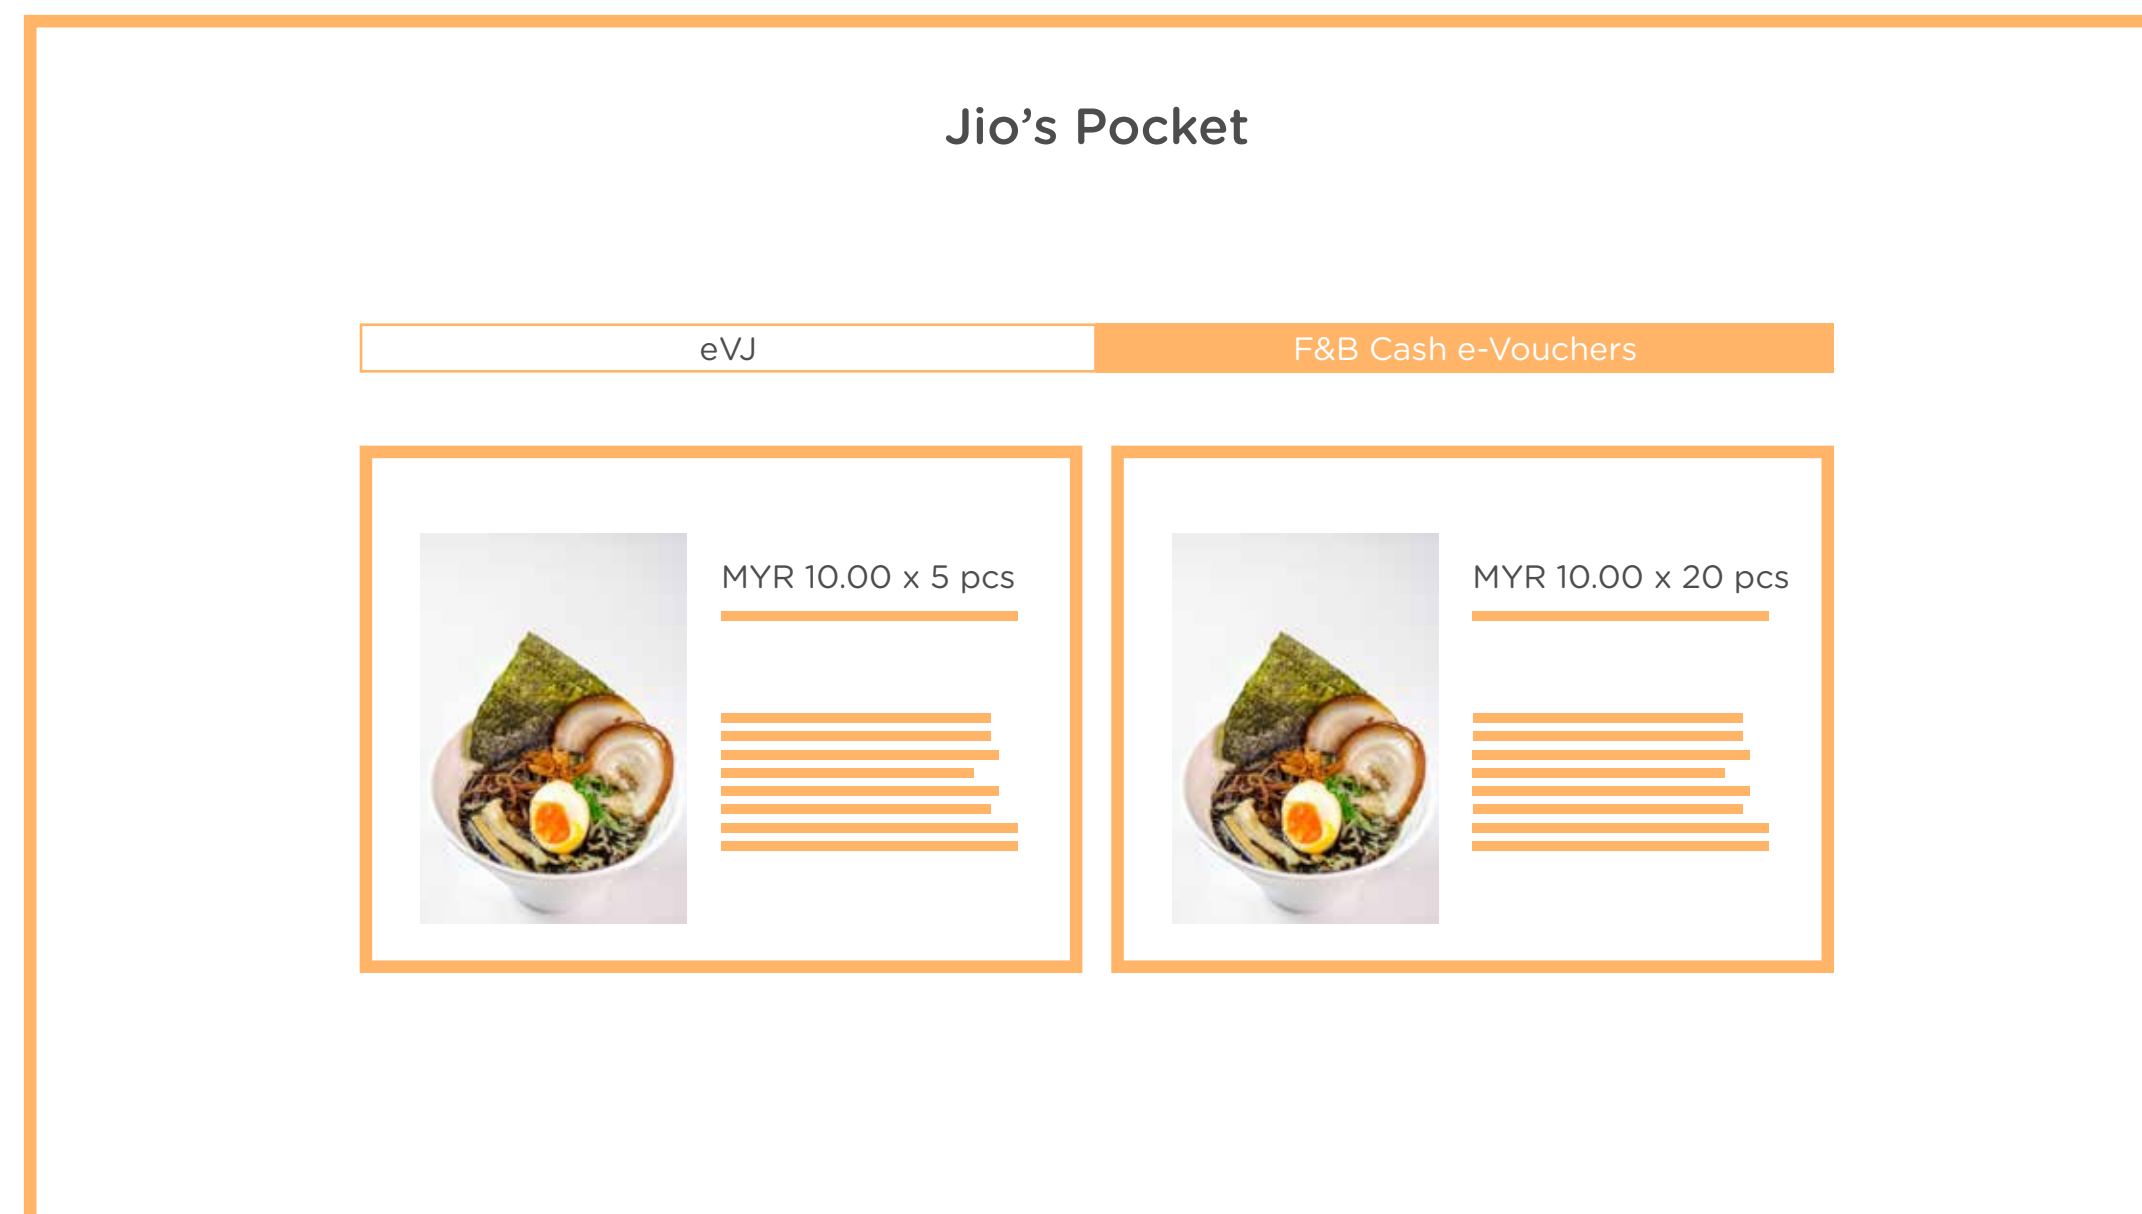 Jio’s Pocket
eVJ
F&B Cash e-Vouchers
MYR 10.00 x 5 pcs
MYR 10.00 x 20 pcs